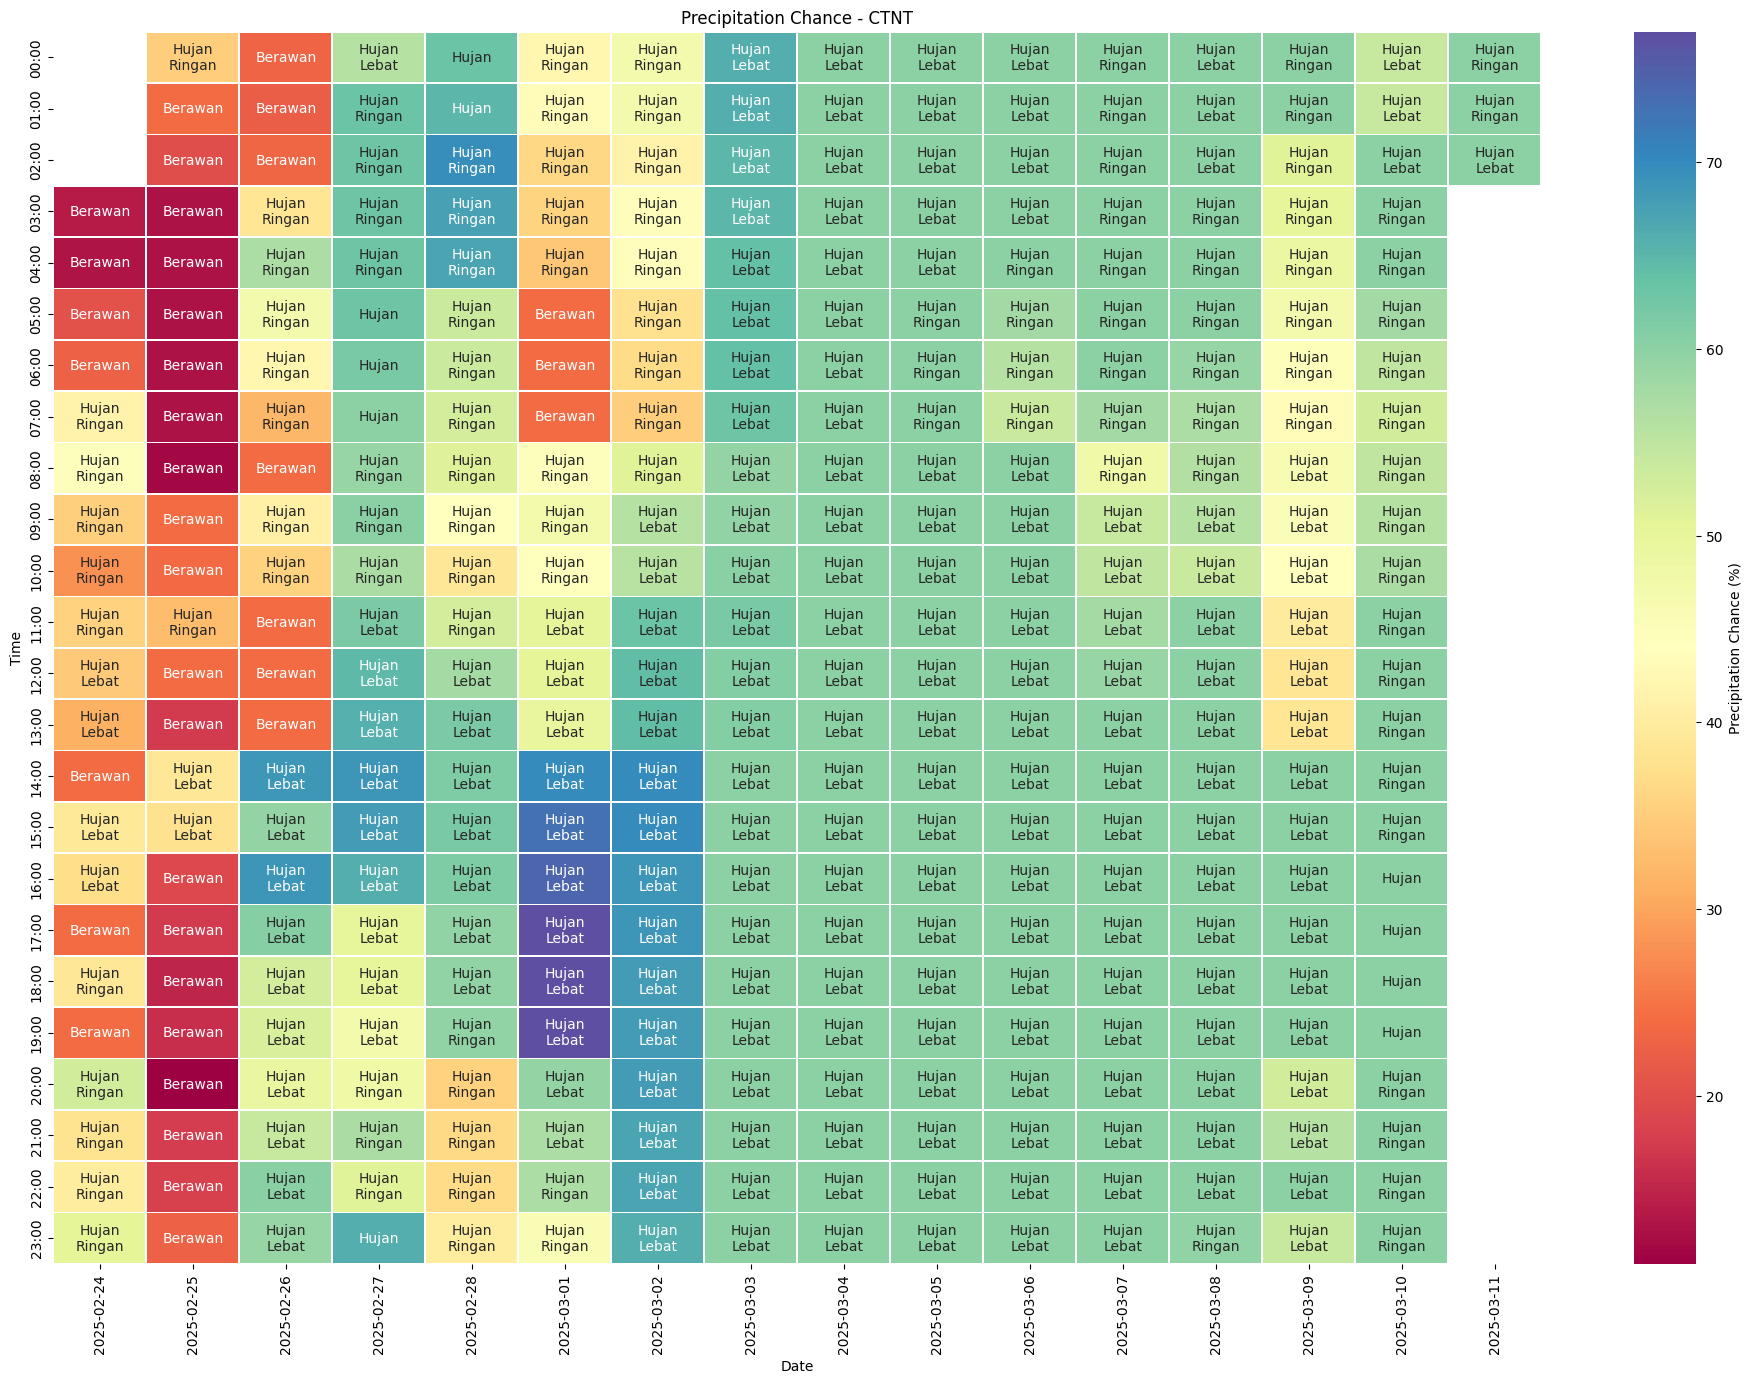 Precipitation Chance - CTNT
00:00 Hujan Ringan Berawan Hujan Lebat Hujan Hujan Ringan Hujan Ringan Hujan Lebat Hujan Lebat Hujan Lebat Hujan Lebat Hujan Ringan Hujan Lebat Hujan Ringan Hujan Lebat Hujan Ringan
01:00 Berawan Berawan Hujan Ringan Hujan Hujan Ringan Hujan Ringan Hujan Lebat Hujan Lebat Hujan Lebat Hujan Lebat Hujan Ringan Hujan Lebat Hujan Ringan Hujan Lebat Hujan Ringan
02:00 Berawan Berawan Hujan Ringan Hujan Ringan Hujan Ringan Hujan Ringan Hujan Lebat Hujan Lebat Hujan Lebat Hujan Lebat Hujan Ringan Hujan Lebat Hujan Ringan Hujan Lebat Hujan Lebat
03:00 Berawan Berawan Hujan Ringan Hujan Ringan Hujan Ringan Hujan Ringan Hujan Ringan Hujan Lebat Hujan Lebat Hujan Lebat Hujan Lebat Hujan Ringan Hujan Ringan Hujan Ringan Hujan Ringan
04:00 Berawan Berawan Hujan Ringan Hujan Ringan Hujan Ringan Hujan Ringan Hujan Ringan Hujan Lebat Hujan Lebat Hujan Lebat Hujan Ringan Hujan Ringan Hujan Ringan Hujan Ringan Hujan Ringan
05:00 Berawan Berawan Hujan Ringan Hujan Hujan Ringan Berawan Hujan Ringan Hujan Lebat Hujan Lebat Hujan Ringan Hujan Ringan Hujan Ringan Hujan Ringan Hujan Ringan Hujan Ringan
06:00 Berawan Berawan Hujan Ringan Hujan Hujan Ringan Berawan Hujan Ringan Hujan Lebat Hujan Lebat Hujan Ringan Hujan Ringan Hujan Ringan Hujan Ringan Hujan Ringan Hujan Ringan
07:00 Hujan Ringan Berawan Hujan Ringan Hujan Hujan Ringan Berawan Hujan Ringan Hujan Lebat Hujan Lebat Hujan Ringan Hujan Ringan Hujan Ringan Hujan Ringan Hujan Ringan Hujan Ringan
08:00 Hujan Ringan Berawan Berawan Hujan Ringan Hujan Ringan Hujan Ringan Hujan Ringan Hujan Lebat Hujan Lebat Hujan Lebat Hujan Lebat Hujan Ringan Hujan Ringan Hujan Lebat Hujan Ringan
09:00 Hujan Ringan Berawan Hujan Ringan Hujan Ringan Hujan Ringan Hujan Ringan Hujan Lebat Hujan Lebat Hujan Lebat Hujan Lebat Hujan Lebat Hujan Lebat Hujan Lebat Hujan Lebat Hujan Ringan
10:00 Hujan Ringan Berawan Hujan Ringan Hujan Ringan Hujan Ringan Hujan Ringan Hujan Lebat Hujan Lebat Hujan Lebat Hujan Lebat Hujan Lebat Hujan Lebat Hujan Lebat Hujan Lebat Hujan Ringan
11:00 Hujan Ringan Hujan Ringan Berawan Hujan Lebat Hujan Ringan Hujan Lebat Hujan Lebat Hujan Lebat Hujan Lebat Hujan Lebat Hujan Lebat Hujan Lebat Hujan Lebat Hujan Lebat Hujan Ringan
12:00 Hujan Lebat Berawan Berawan Hujan Lebat Hujan Lebat Hujan Lebat Hujan Lebat Hujan Lebat Hujan Lebat Hujan Lebat Hujan Lebat Hujan Lebat Hujan Lebat Hujan Lebat Hujan Ringan
13:00 Hujan Lebat Berawan Berawan Hujan Lebat Hujan Lebat Hujan Lebat Hujan Lebat Hujan Lebat Hujan Lebat Hujan Lebat Hujan Lebat Hujan Lebat Hujan Lebat Hujan Lebat Hujan Ringan
14:00 Berawan Hujan Lebat Hujan Lebat Hujan Lebat Hujan Lebat Hujan Lebat Hujan Lebat Hujan Lebat Hujan Lebat Hujan Lebat Hujan Lebat Hujan Lebat Hujan Lebat Hujan Lebat Hujan Ringan
15:00 Hujan Lebat Hujan Lebat Hujan Lebat Hujan Lebat Hujan Lebat Hujan Lebat Hujan Lebat Hujan Lebat Hujan Lebat Hujan Lebat Hujan Lebat Hujan Lebat Hujan Lebat Hujan Lebat Hujan Ringan
16:00 Hujan Lebat Berawan Hujan Lebat Hujan Lebat Hujan Lebat Hujan Lebat Hujan Lebat Hujan Lebat Hujan Lebat Hujan Lebat Hujan Lebat Hujan Lebat Hujan Lebat Hujan Lebat Hujan
17:00 Berawan Berawan Hujan Lebat Hujan Lebat Hujan Lebat Hujan Lebat Hujan Lebat Hujan Lebat Hujan Lebat Hujan Lebat Hujan Lebat Hujan Lebat Hujan Lebat Hujan Lebat Hujan
18:00 Hujan Ringan Berawan Hujan Lebat Hujan Lebat Hujan Lebat Hujan Lebat Hujan Lebat Hujan Lebat Hujan Lebat Hujan Lebat Hujan Lebat Hujan Lebat Hujan Lebat Hujan Lebat Hujan
19:00 Berawan Berawan Hujan Lebat Hujan Lebat Hujan Ringan Hujan Lebat Hujan Lebat Hujan Lebat Hujan Lebat Hujan Lebat Hujan Lebat Hujan Lebat Hujan Lebat Hujan Lebat Hujan
20:00 Hujan Ringan Berawan Hujan Lebat Hujan Ringan Hujan Ringan Hujan Lebat Hujan Lebat Hujan Lebat Hujan Lebat Hujan Lebat Hujan Lebat Hujan Lebat Hujan Lebat Hujan Lebat Hujan Ringan
21:00 Hujan Ringan Berawan Hujan Lebat Hujan Ringan Hujan Ringan Hujan Lebat Hujan Lebat Hujan Lebat Hujan Lebat Hujan Lebat Hujan Lebat Hujan Lebat Hujan Lebat Hujan Lebat Hujan Ringan
22:00 Hujan Ringan Berawan Hujan Lebat Hujan Ringan Hujan Ringan Hujan Ringan Hujan Lebat Hujan Lebat Hujan Lebat Hujan Lebat Hujan Lebat Hujan Lebat Hujan Lebat Hujan Lebat Hujan Ringan
23:00 Hujan Ringan Berawan Hujan Lebat Hujan Hujan Ringan Hujan Ringan Hujan Lebat Hujan Lebat Hujan Lebat Hujan Lebat Hujan Lebat Hujan Lebat Hujan Ringan Hujan Lebat Hujan Ringan
Time
2025-02-24 2025-02-25 2025-02-26 2025-02-27 2025-02-28 2025-03-01 2025-03-02 2025-03-03 2025-03-04 2025-03-05 2025-03-06 2025-03-07 2025-03-08 2025-03-09 2025-03-10 2025-03-11
Date
70
60
50
40
30
20
Precipitation Chance (%)